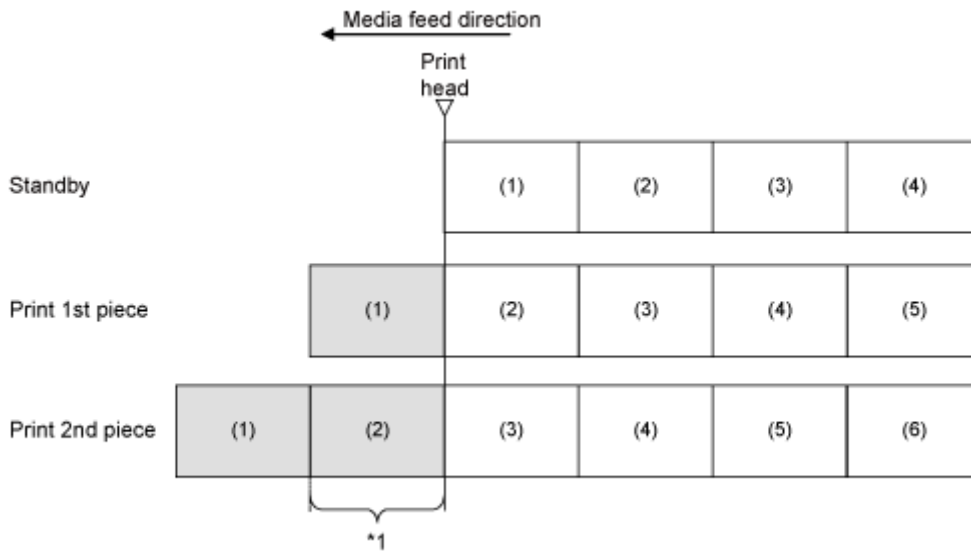 Media feed direction
Print
head
Standby (1) (2) (3) (4)
Print 1st piece (1) (2) (3) (4) (5)
Print 2nd piece (1) (2) (3) (4) (5) (6)
*1